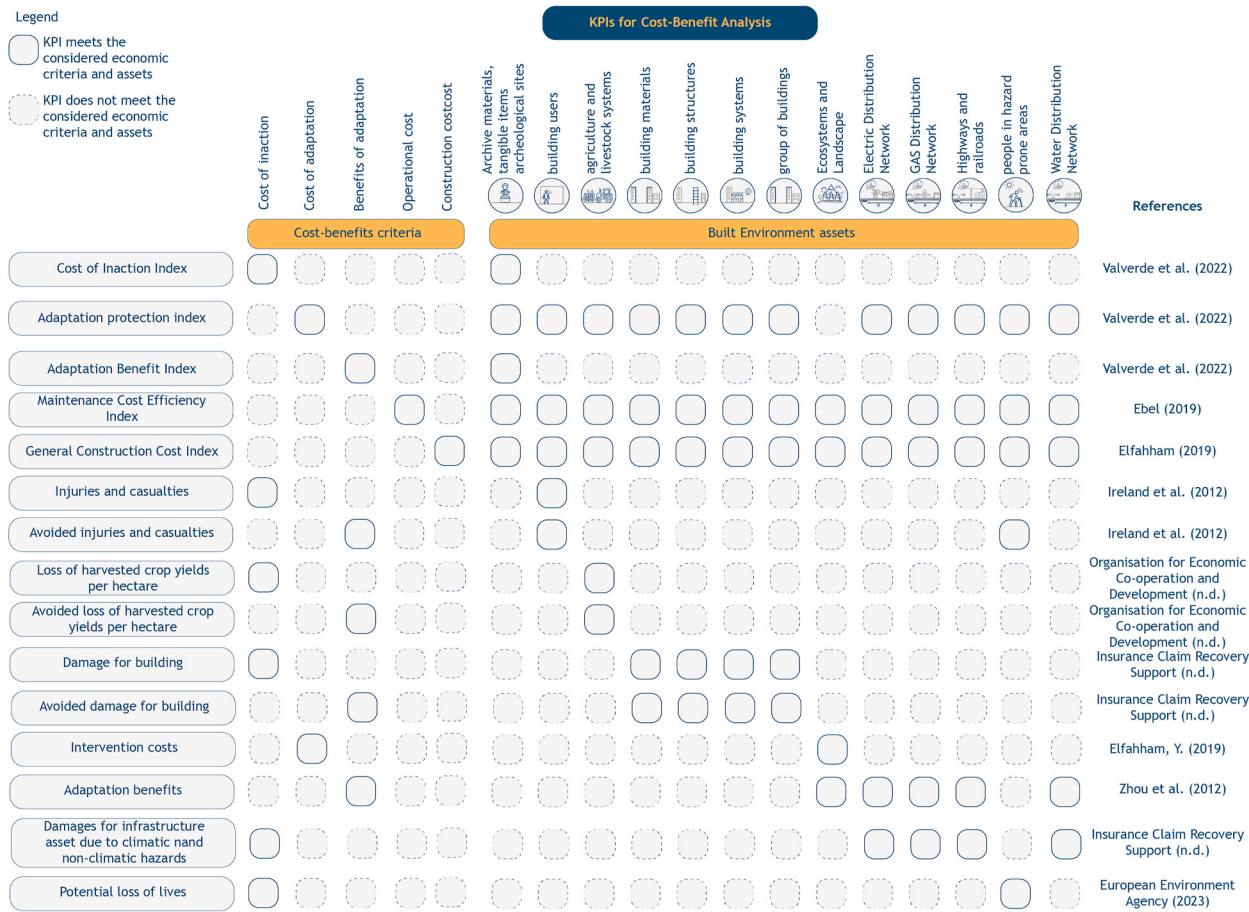 Legend
KPI meets the
considered economic
criteria and assets
KPI does not meet the
considered economic
criteria and assets
KPIs for Cost-Benefit Analysis
Cost of inaction
Cost of adaptation
Benefits of adaptation
Operational cost
Construction costcost
Archive materials,
tangible items
archeological sites
building users
agriculture and
livestock systems
building materials
building structures
building systems
group of buildings
Ecosystems and
Landscape
Electric Distribution
Network
GAS Distribution
Network
Highways and
railroads
people in hazard
prone areas
Water Distribution
Network
References
Cost-benefits criteria
Built Environment assets
Cost of Inaction Index
Valverde et al. (2022)
Adaptation protection index
Valverde et al. (2022)
Adaptation Benefit Index
Valverde et al. (2022)
Maintenance Cost Efficiency
Index
Ebel (2019)
General Construction Cost Index
Elfahham (2019)
Injuries and casualties
Ireland et al. (2012)
Avoided injuries and casualties
Ireland et al. (2012)
Loss of harvested crop yields
per hectare
Organisation for Economic
Co-operation and
Development (n.d.)
Avoided loss of harvested crop
yields per hectare
Organisation for Economic
Co-operation and
Development (n.d.)
Damage for building
Insurance Claim Recovery
Support (n.d.)
Avoided damage for building
Insurance Claim Recovery
Support (n.d.)
Intervention costs
Elfahham, Y. (2019)
Adaptation benefits
Zhou et al. (2012)
Damages for infrastructure
asset due to climatic nand
non-climatic hazards
Insurance Claim Recovery
Support (n.d.)
Potential loss of lives
European Environment
Agency (2023)